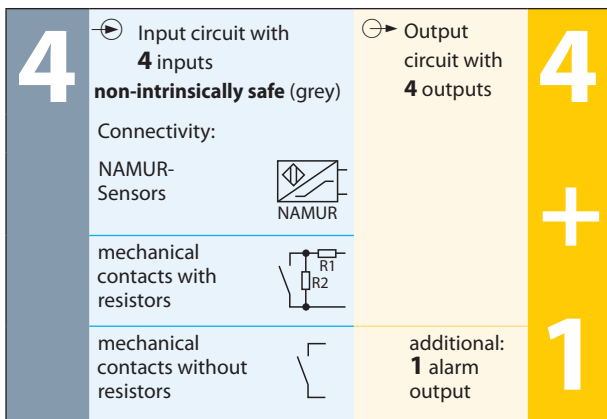 4
Input circuit with
4 inputs
non-intrinsically safe (grey)
Connectivity:
NAMUR-
Sensors
NAMUR
mechanical
contacts with
resistors
R1
R2
mechanical
contacts without
resistors
Output
circuit with
4 outputs
additional:
1 alarm
output
4
+
1